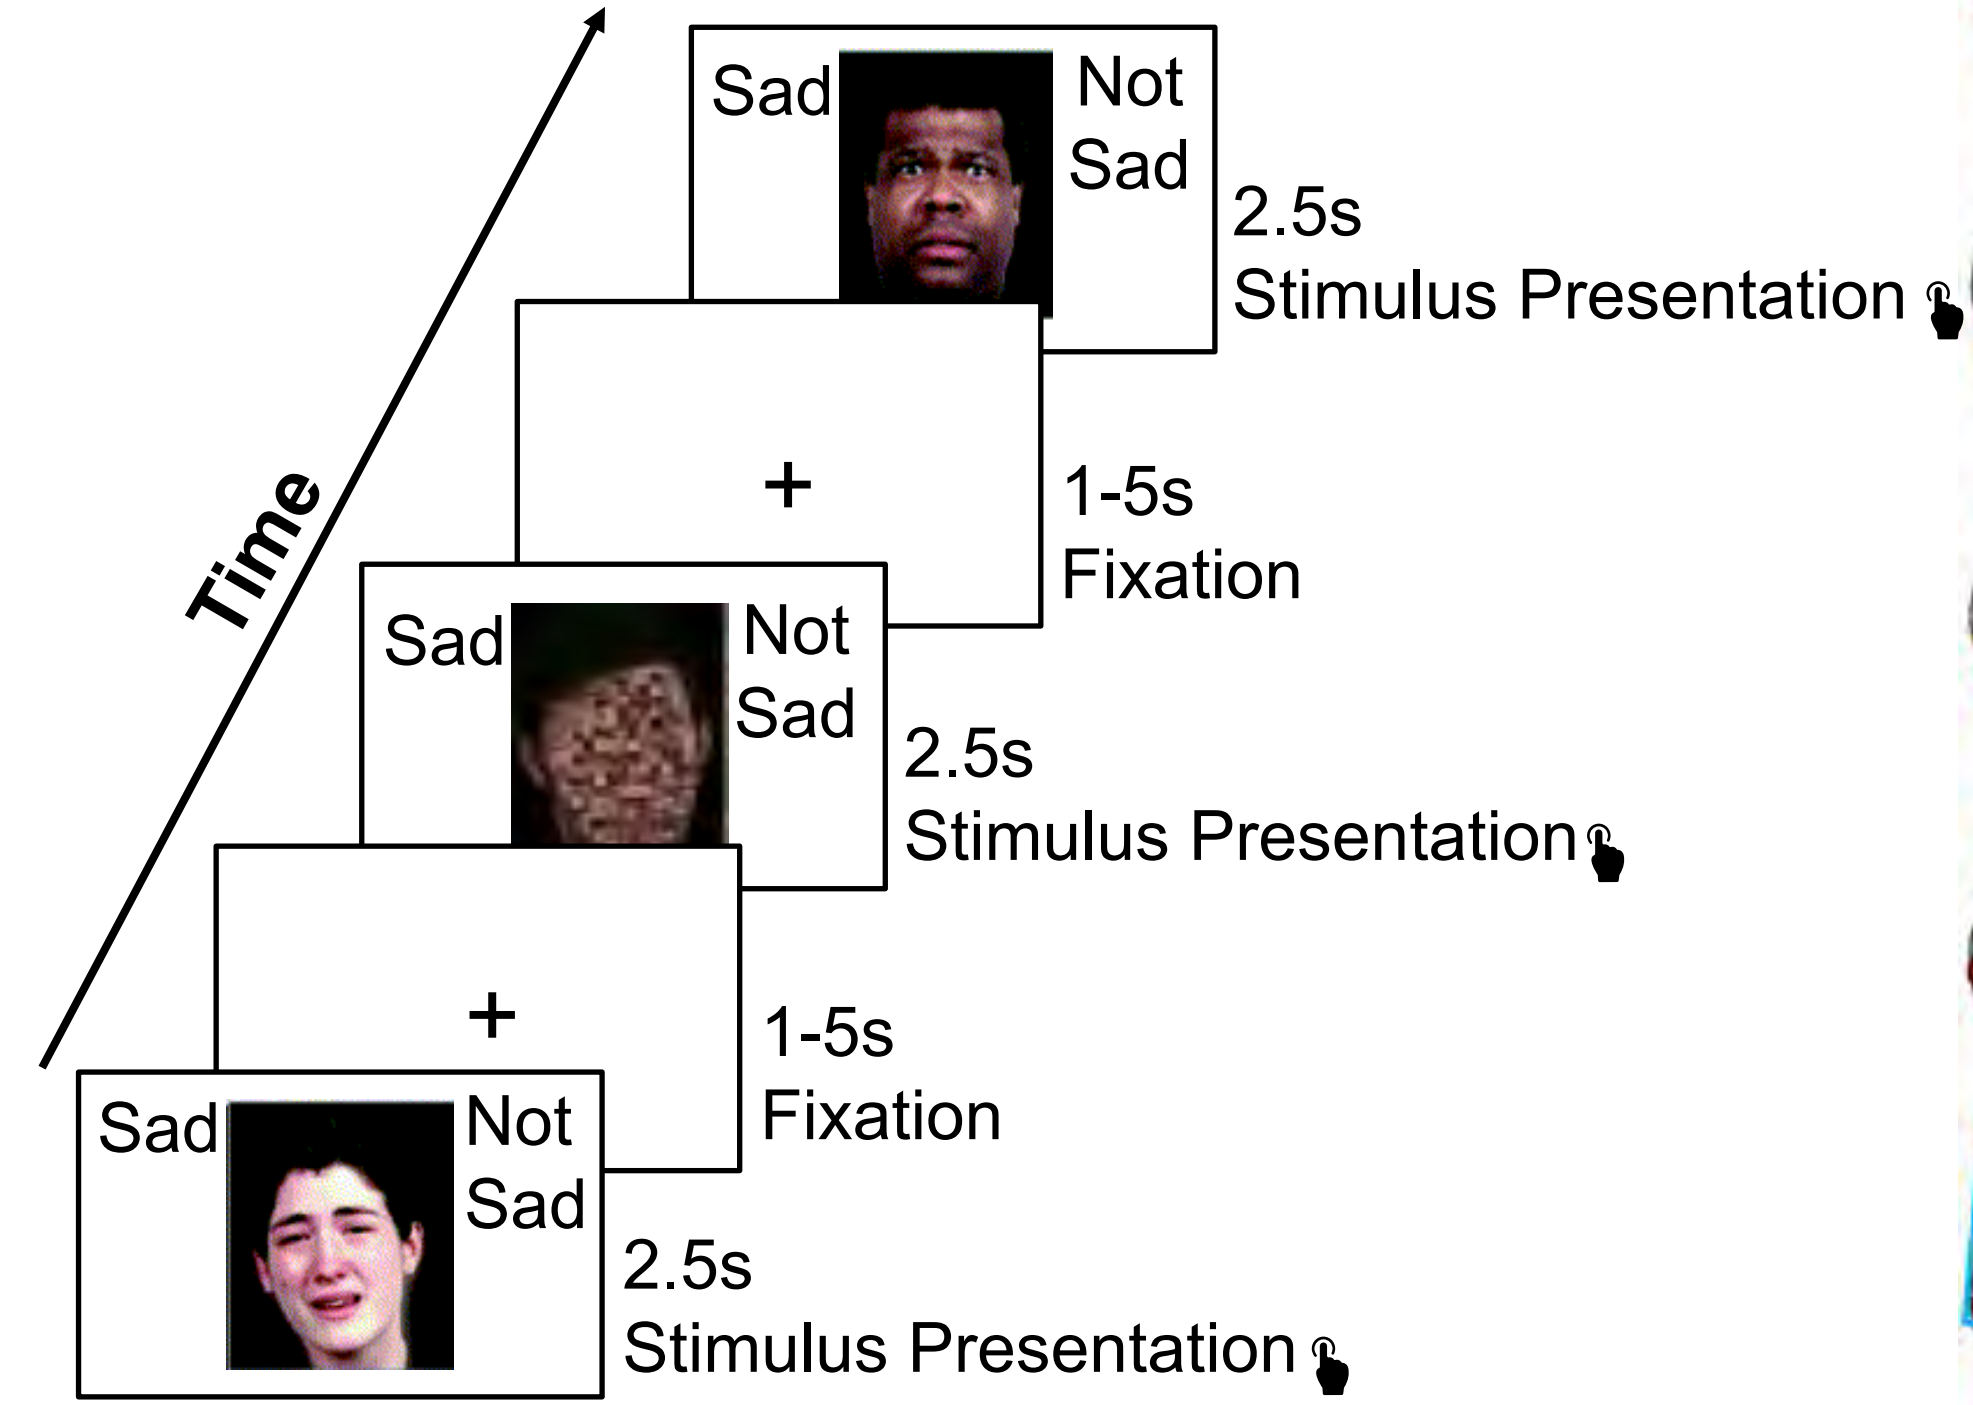 Sad
Not
Sad
2.5s
Stimulus Presentation
+
1-5s
Fixation
Time
Sad
Not
Sad
2.5s
Stimulus Presentation
+
1-5s
Fixation
Sad
Not
Sad
2.5s
Stimulus Presentation